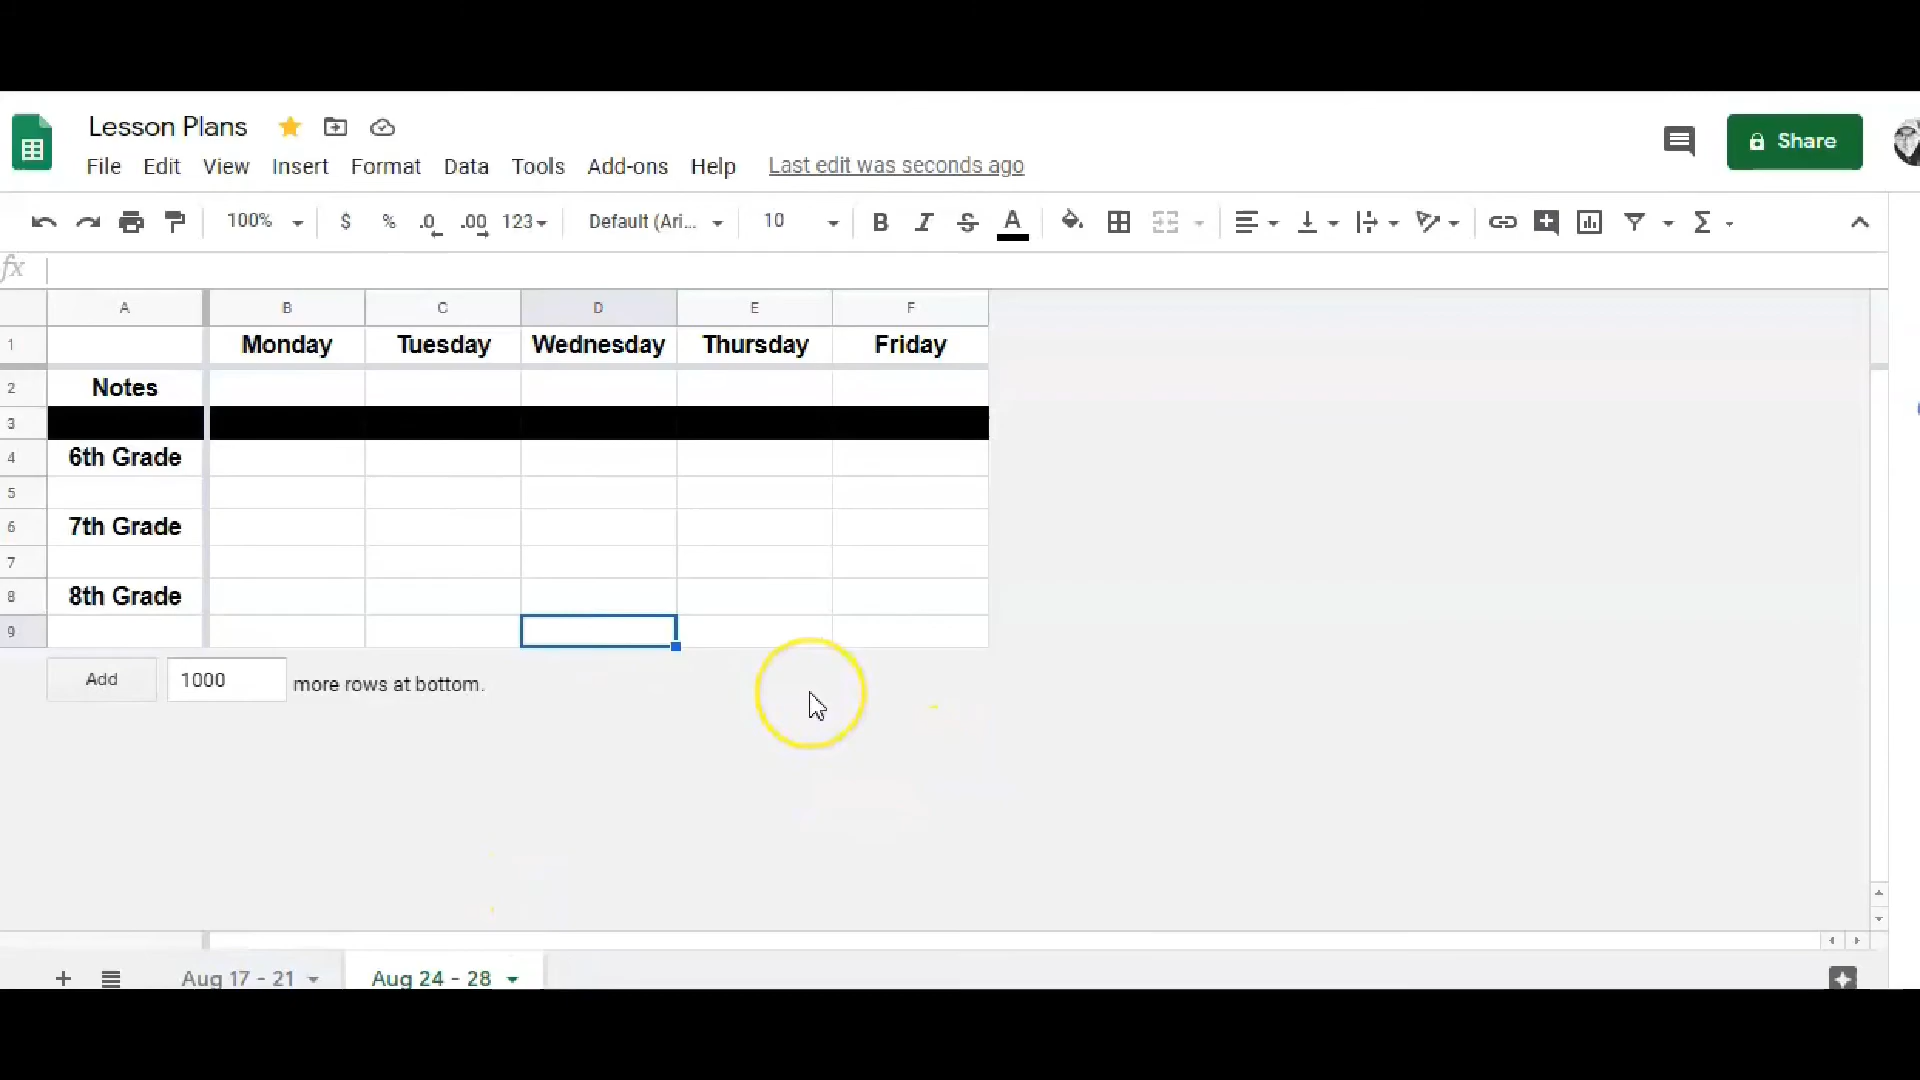 Lesson Plans
File Edit View Insert Format Data Tools Add-ons Help Last edit was seconds ago
Share
100% $ % .0 .00 123 Default (Ari... 10 B I S A Σ
fx
A B C D E F
1 Monday Tuesday Wednesday Thursday Friday
2 Notes
3
4 6th Grade
5
6 7th Grade
7
8 8th Grade
9
Add 1000 more rows at bottom.
+ Aug 17 - 21 Aug 24 - 28